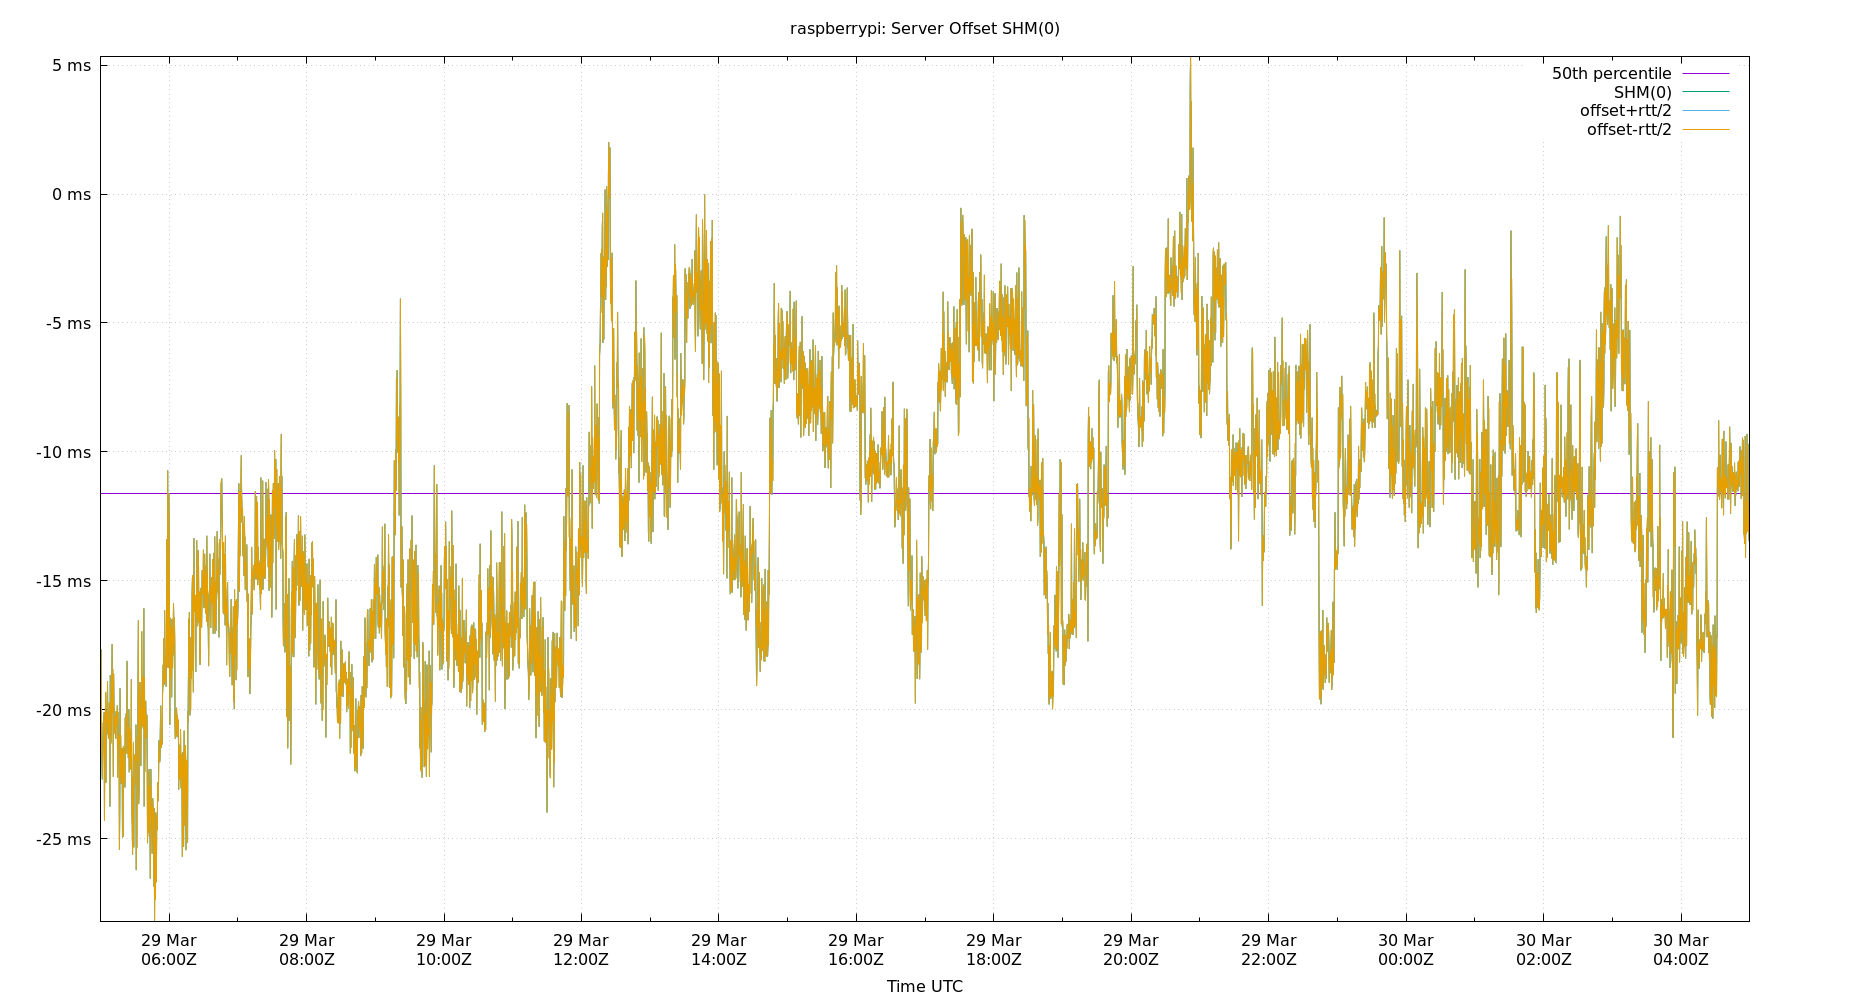 raspberrypi: Server Offset SHM(0)
50th percentile
SHM(0)
offset+rtt/2
offset-rtt/2
5 ms
0 ms
-5 ms
-10 ms
-15 ms
-20 ms
-25 ms
29 Mar 29 Mar 29 Mar 29 Mar 29 Mar 29 Mar 29 Mar 29 Mar 29 Mar 30 Mar 30 Mar 30 Mar
06:00Z 08:00Z 10:00Z 12:00Z 14:00Z 16:00Z 18:00Z 20:00Z 22:00Z 00:00Z 02:00Z 04:00Z
Time UTC